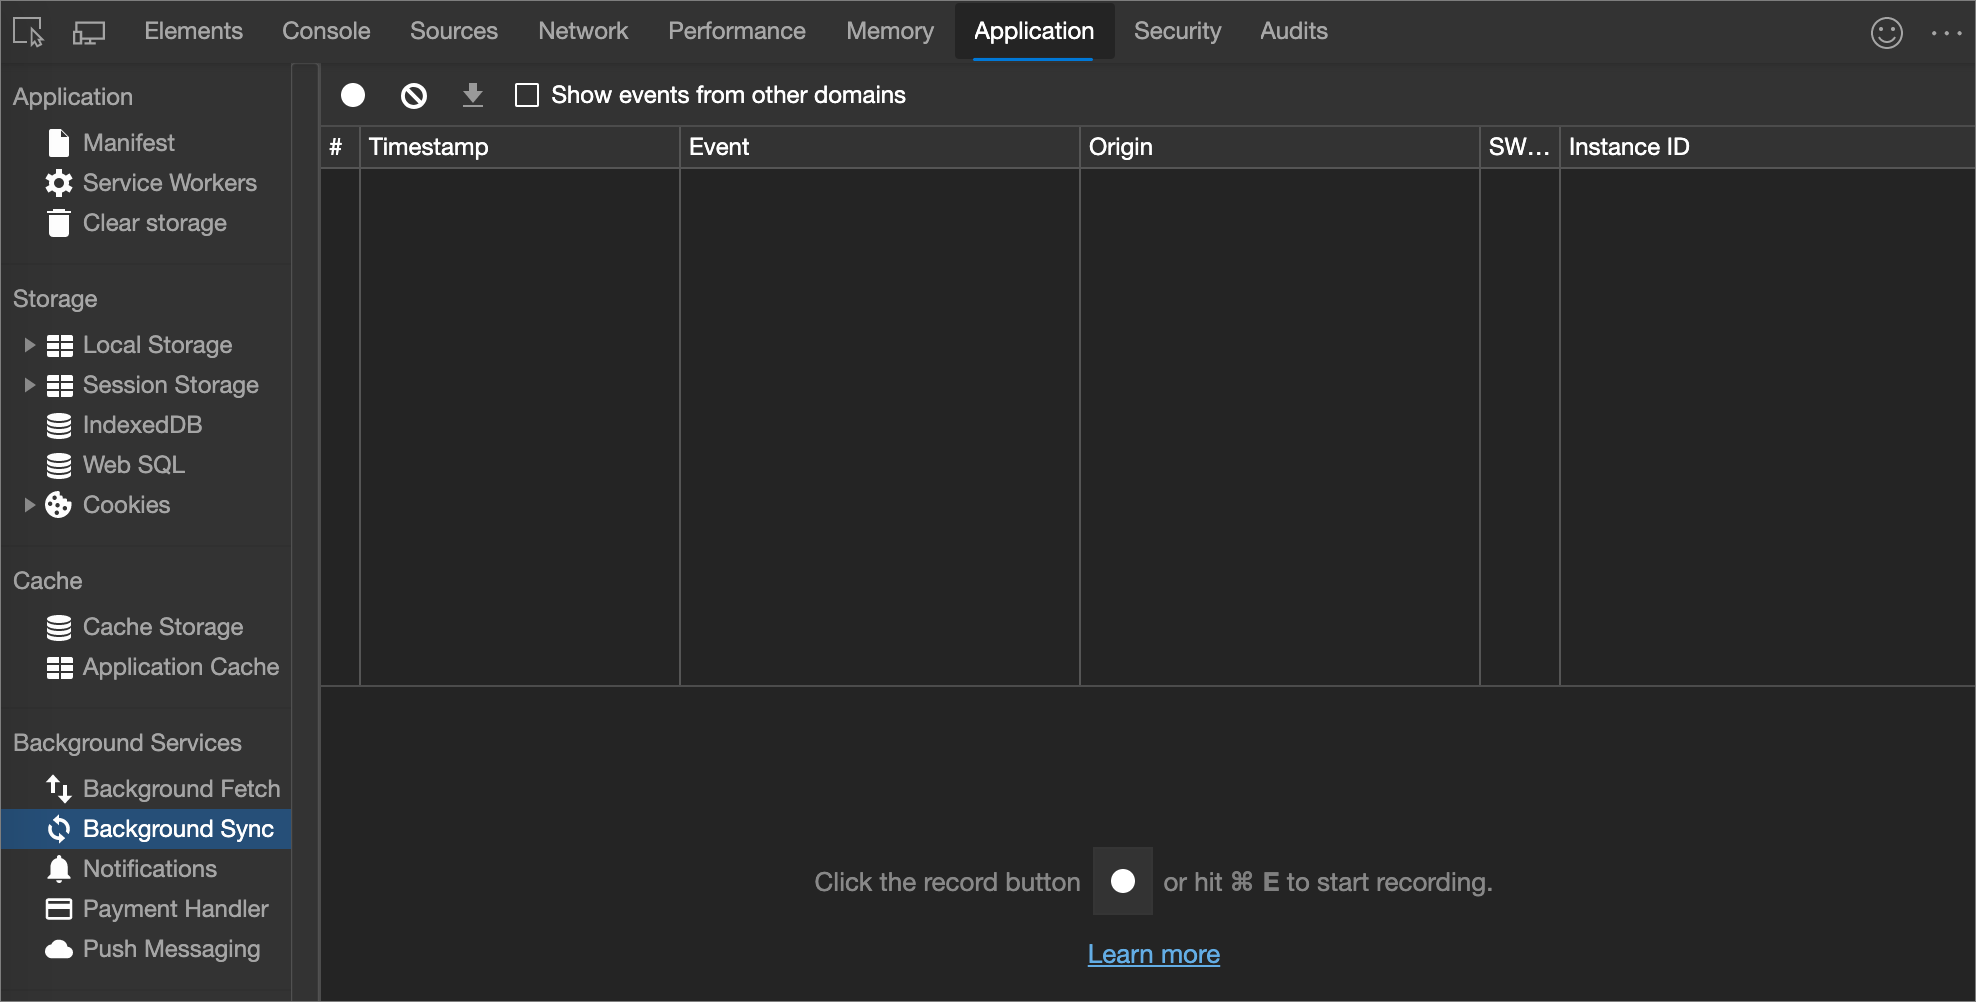 Elements Console Sources Network Performance Memory Application Security Audits
Application
Manifest
Service Workers
Clear storage
Storage
Local Storage
Session Storage
IndexedDB
Web SQL
Cookies
Cache
Cache Storage
Application Cache
Background Services
Background Fetch
Background Sync
Notifications
Payment Handler
Push Messaging
Show events from other domains
# Timestamp Event Origin SW... Instance ID
Click the record button or hit ⌘ E to start recording.
Learn more